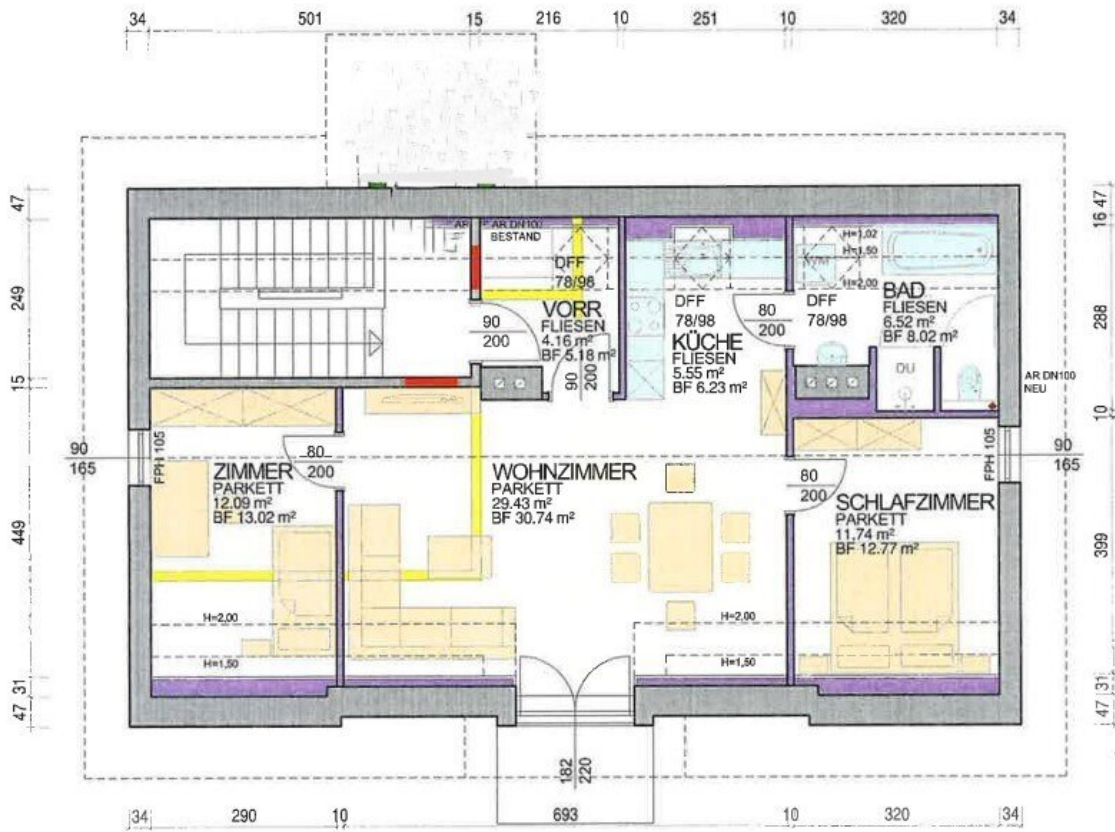 34 501 15 216 10 251 10 320 34
47
249
15
449
31
47
16 47
288
10
399
31
47
AR DN100
BESTAND
DFF
78/98
VORR
FLIESEN
4.16 m²
BF 5.18 m²
90
200
90
200
DFF
78/98
KÜCHE
FLIESEN
5.55 m²
BF 6.23 m²
80
200
H=1,02
H=1,50
H=2,00
DFF
78/98
BAD
FLIESEN
6.52 m²
BF 8.02 m²
DU
AR DN100
NEU
90
165
FPH 105
ZIMMER
PARKETT
12.09 m²
BF 13.02 m²
80
200
WOHNZIMMER
PARKETT
29.43 m²
BF 30.74 m²
80
200
SCHLAFZIMMER
PARKETT
11,74 m²
BF 12.77 m²
FPH 105
90
165
H=2,00
H=1,50
H=2,00
H=1,50
182
220
34 290 10 693 10 320 34